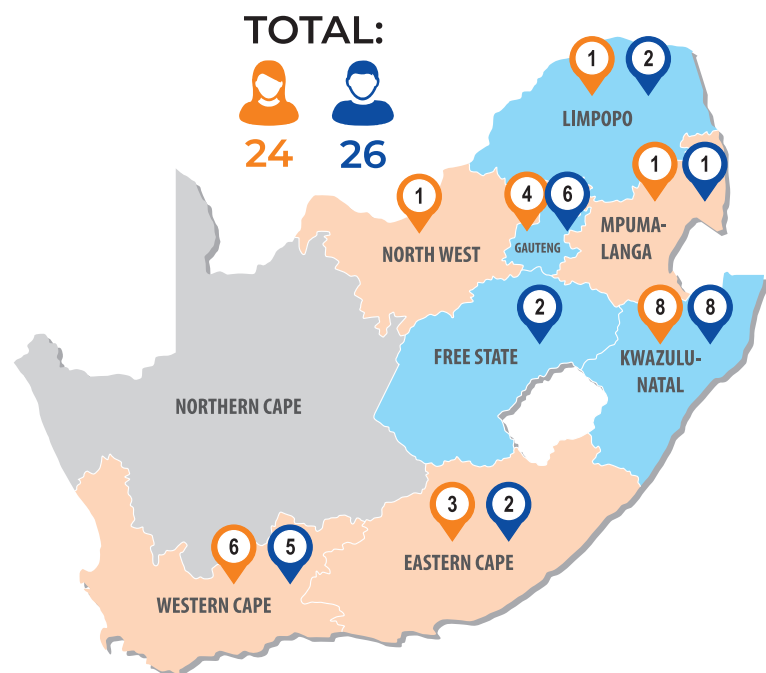 TOTAL:
24 26
1 2
LIMPOPO
1 1
1
4 6
MPUMA-
LANGA
NORTH WEST
GAUTENG
2
8 8
FREE STATE
KWAZULU-
NATAL
NORTHERN CAPE
3 2
6 5
EASTERN CAPE
WESTERN CAPE